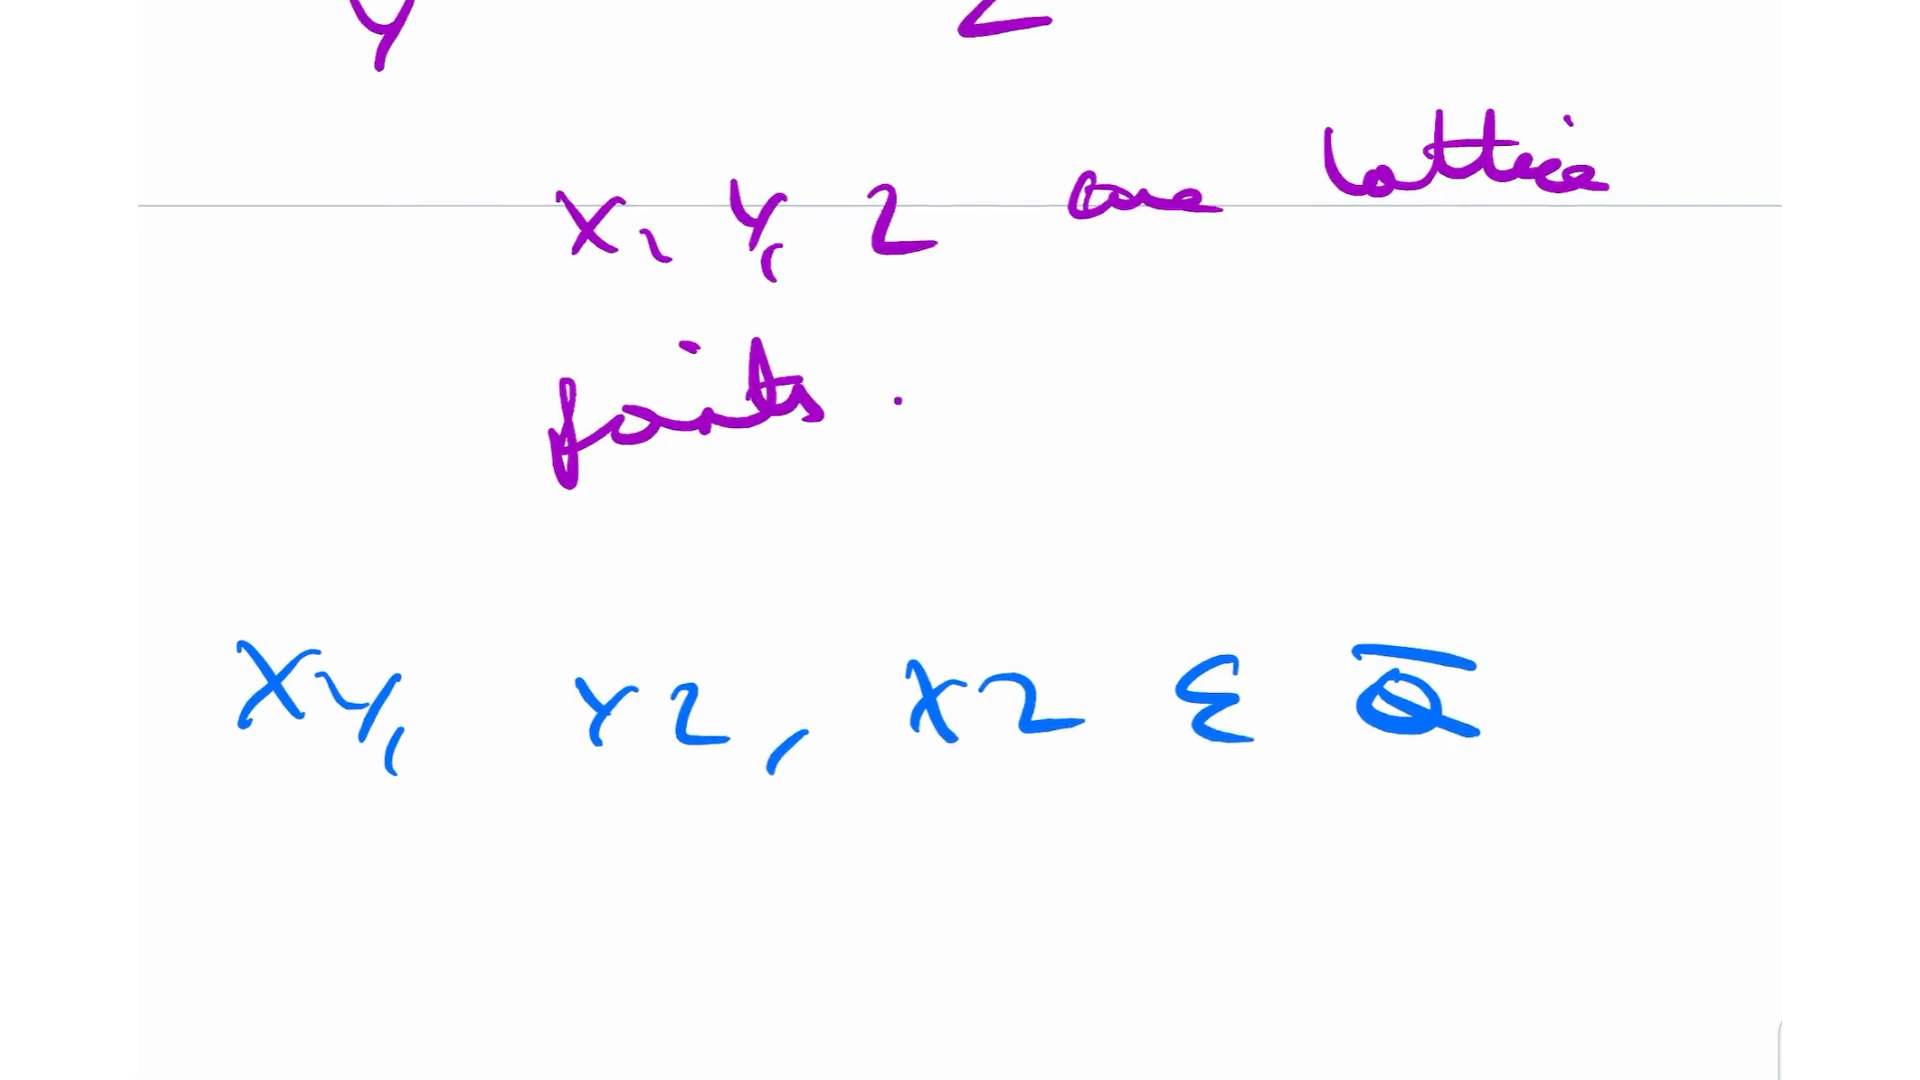 Y Z
X, Y, Z are lattice
points.
XY, YZ, XZ ∈ Q̅